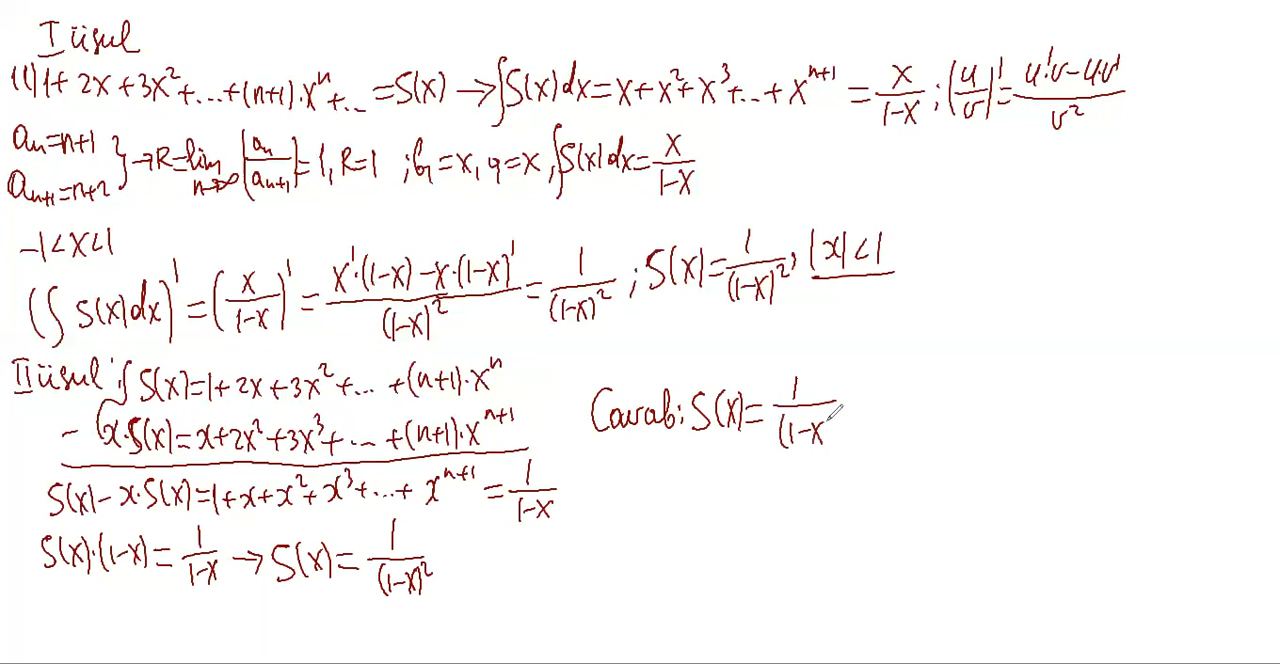 I üsul
(1) 1+2x+3x²+...+(n+1)·xⁿ+... =S(x) → ∫S(x)dx=x+x²+x³+...+xⁿ⁺¹ = x/(1-x) ; (u/v)' = (u'v-uv')/v²
aₙ=n+1
aₙ₊₁=n+2 } → R=lim n→∞ |aₙ/aₙ₊₁|=1, R=1 ; b₁=x, q=x, ∫S(x)dx= x/(1-x)
-1<x<1
(∫ S(x)dx)' = (x/(1-x))' = (x'·(1-x)-x·(1-x)')/(1-x)² = 1/(1-x)² ; S(x)= 1/(1-x)², |x|<1
II üsul: { S(x)=1+2x+3x²+... +(n+1)·xⁿ
- { x·S(x)=x+2x²+3x³+... +(n+1)·xⁿ⁺¹
S(x)-x·S(x)=1+x+x²+x³+...+ xⁿ⁺¹ = 1/(1-x)
S(x)·(1-x)= 1/(1-x) → S(x)= 1/(1-x)²
Cavab: S(x)= 1/(1-x